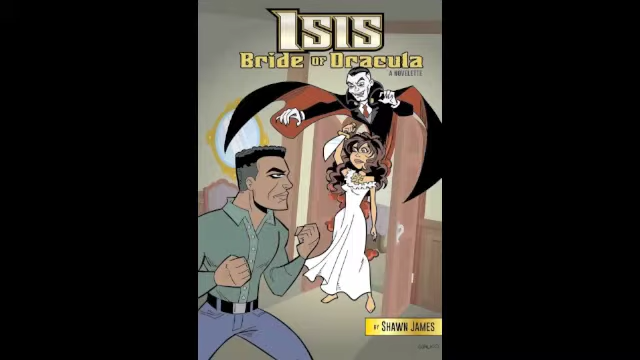 ISIS
Bride of Dracula
A NOVELETTE
BY SHAWN JAMES